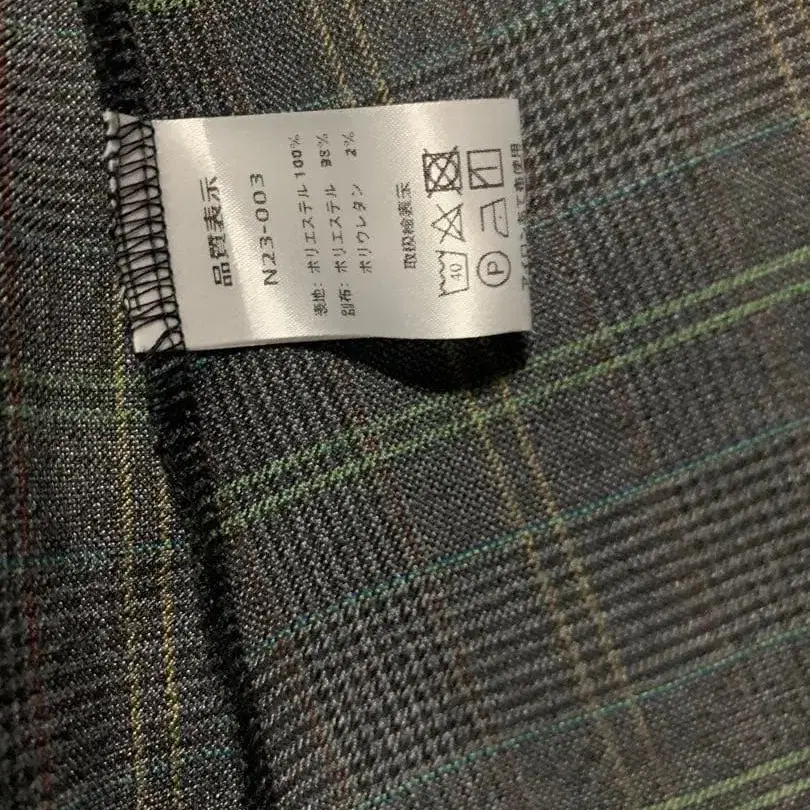 品質表示
N23-003
表地: ポリエステル 100%
別布: ポリエステル 98%
ポリウレタン 2%
取扱絵表示
40
P